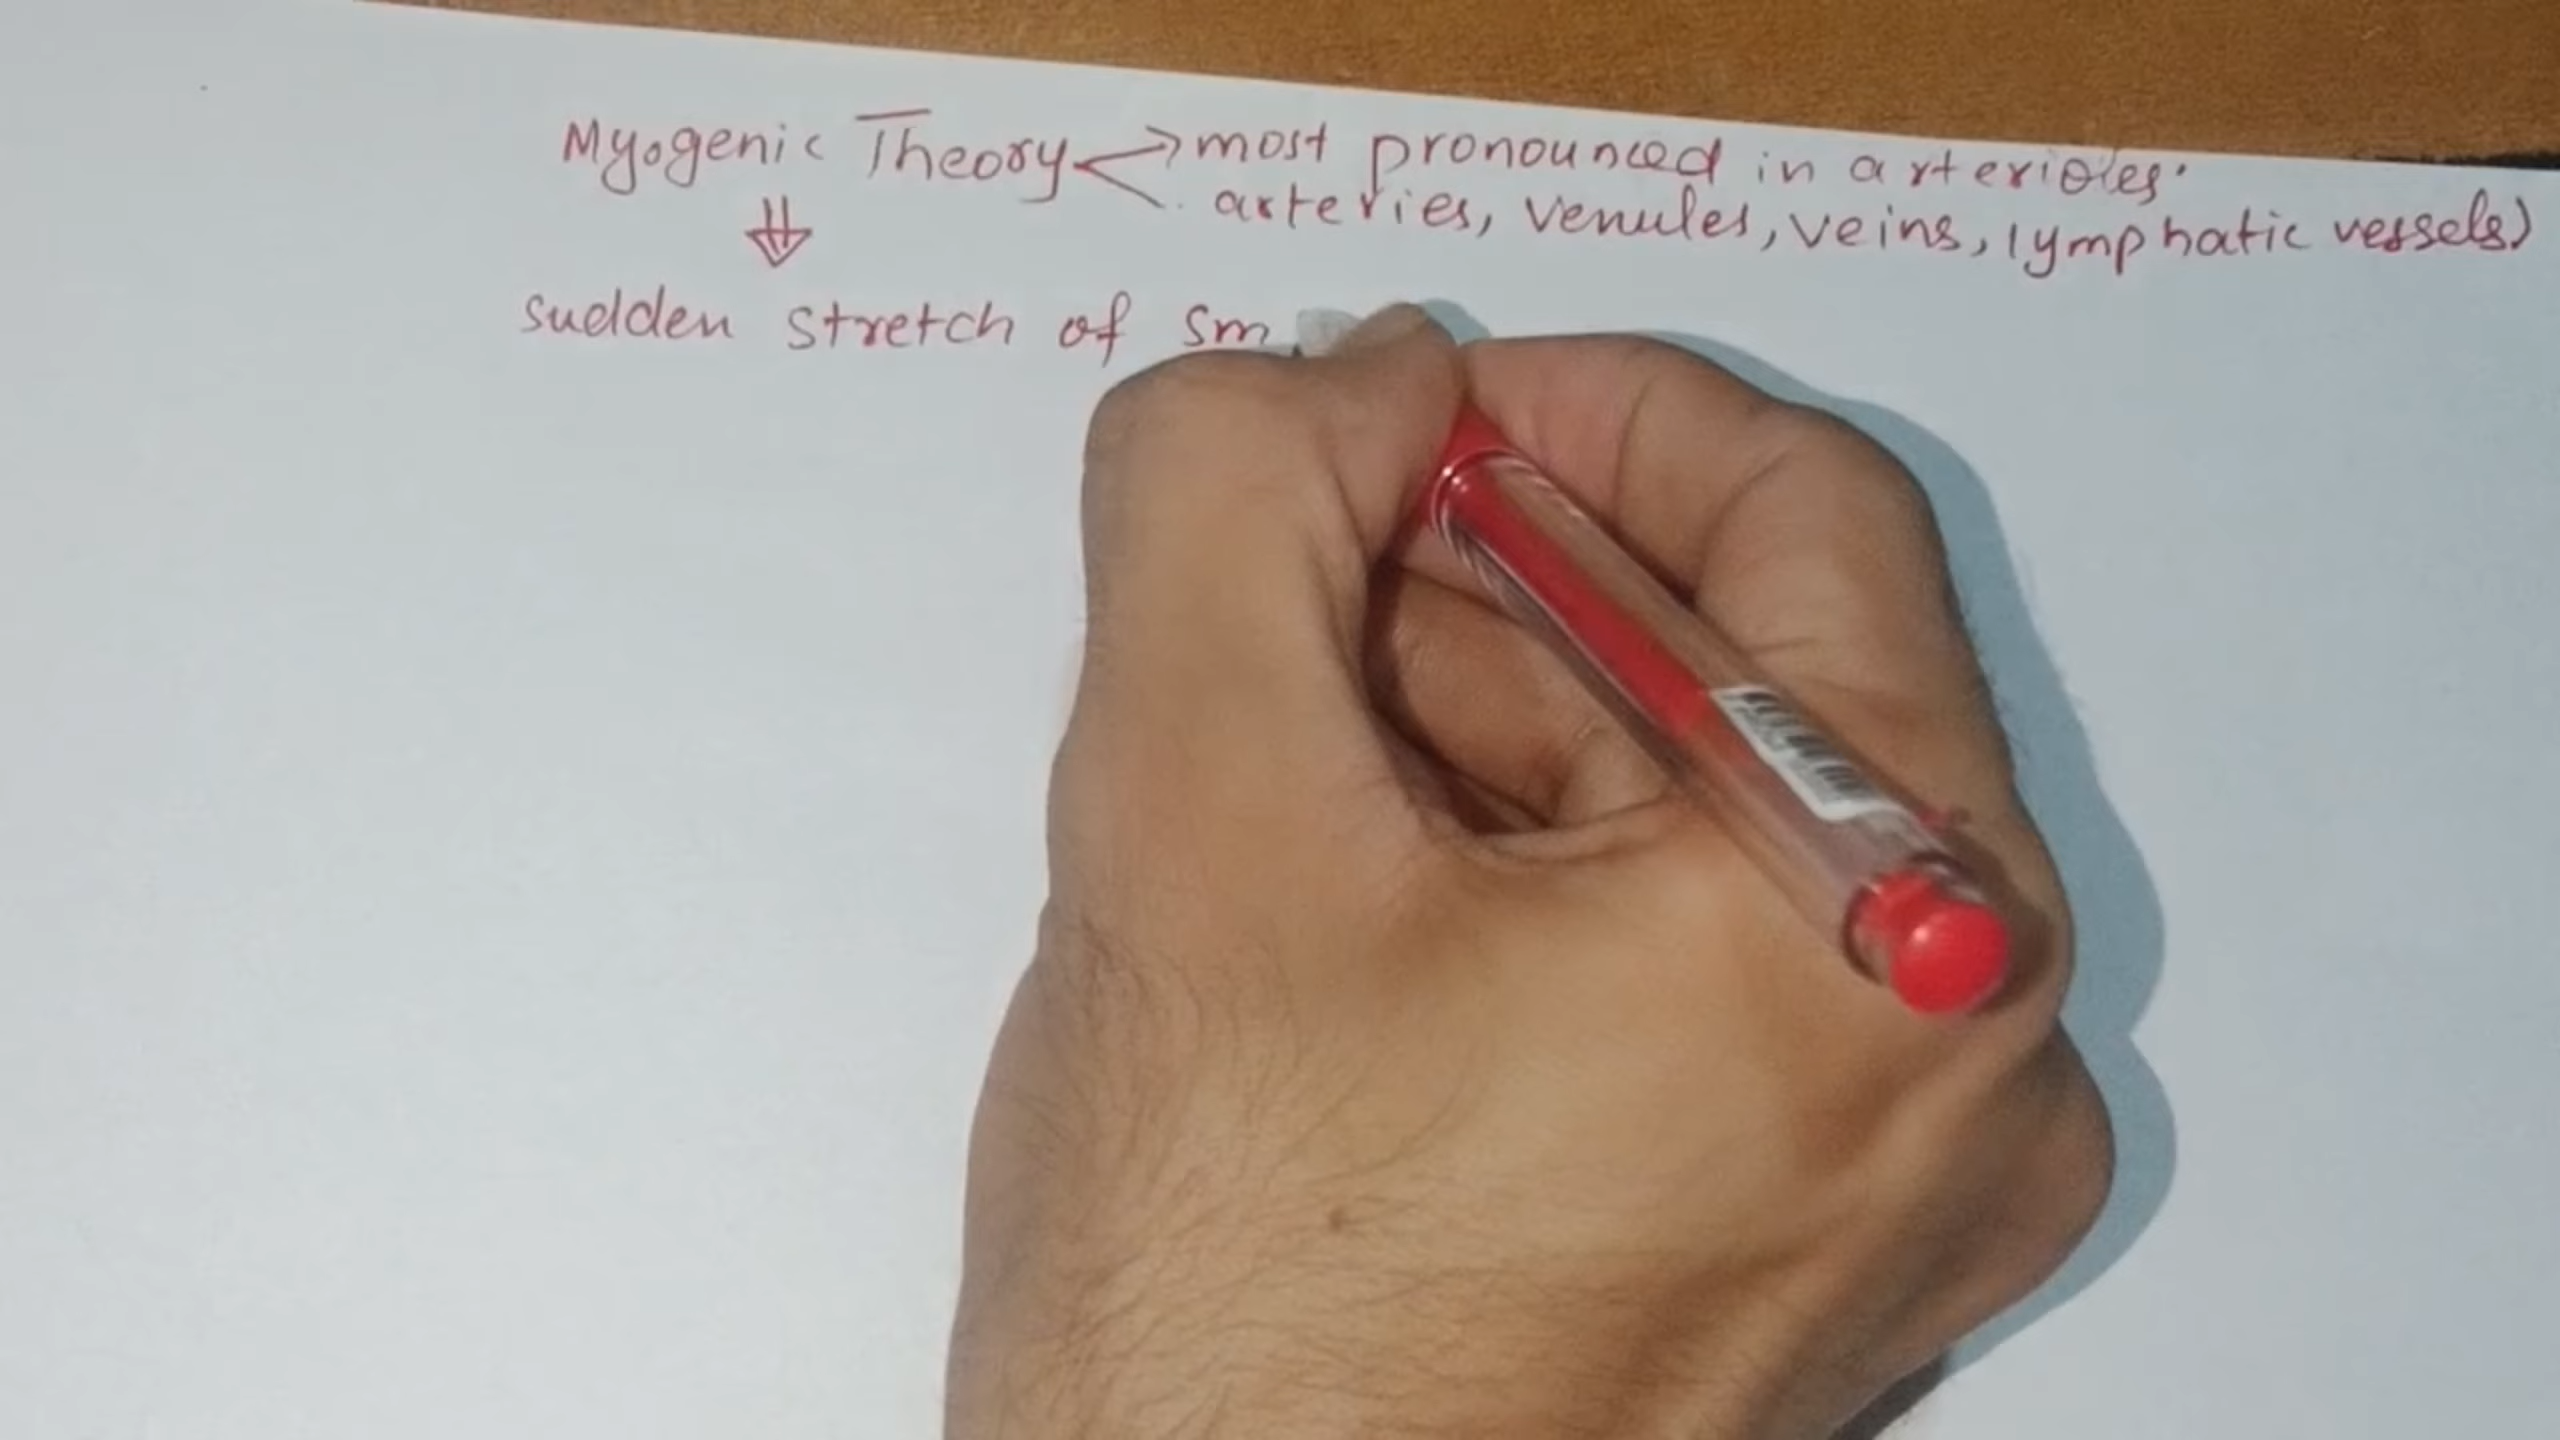 Myogenic Theory most pronounced in arterioles.
arteries, venules, veins, lymphatic vessels)
sudden stretch of sm